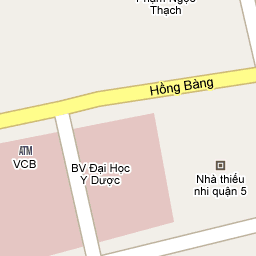 Phạm Ngọc
Thạch
Hồng Bàng
ATM
VCB
BV Đại Học
Y Dược
Nhà thiếu
nhi quận 5